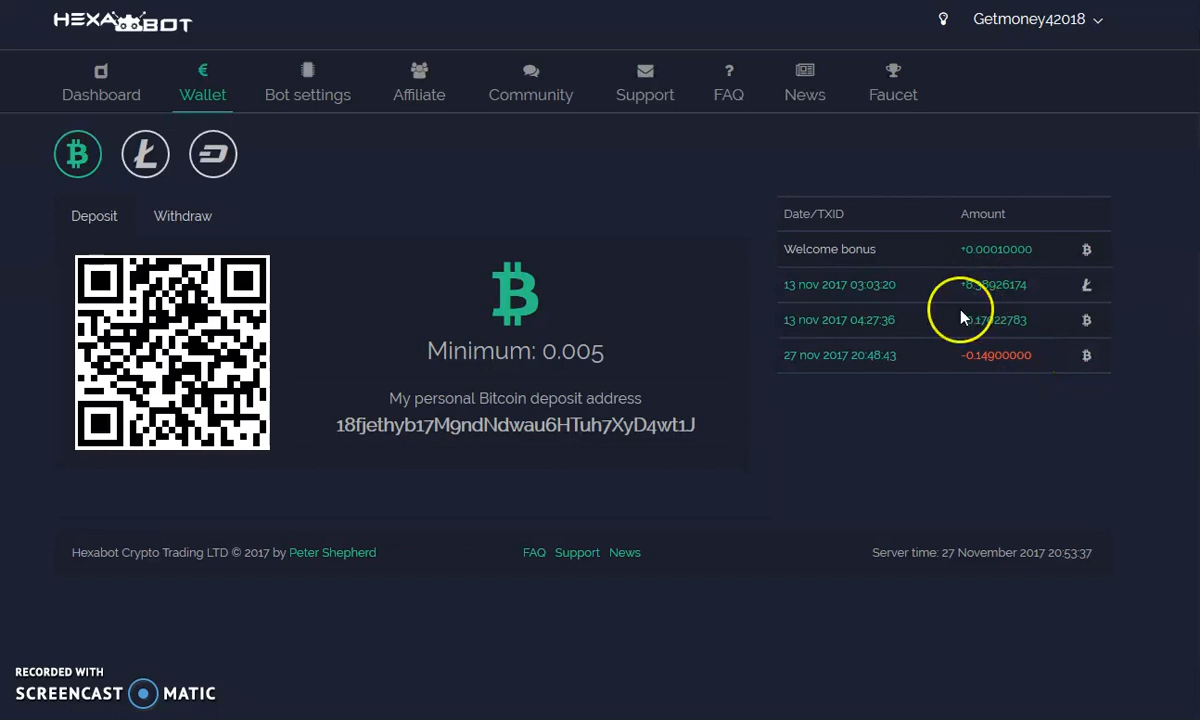 HEXABOT
Getmoney42018
Dashboard
Wallet
Bot settings
Affiliate
Community
Support
FAQ
News
Faucet
Deposit
Withdraw
Minimum: 0.005
My personal Bitcoin deposit address
18fjethyb17M9ndNdwau6HTuh7XyD4wt1J
Date/TXID Amount
Welcome bonus +0.00010000
13 nov 2017 03:03:20
13 nov 2017 04:27:36
27 nov 2017 20:48:43 -0.14900000
Hexabot Crypto Trading LTD © 2017 by Peter Shepherd
FAQ Support News
Server time: 27 November 2017 20:53:37
RECORDED WITH
SCREENCAST MATIC